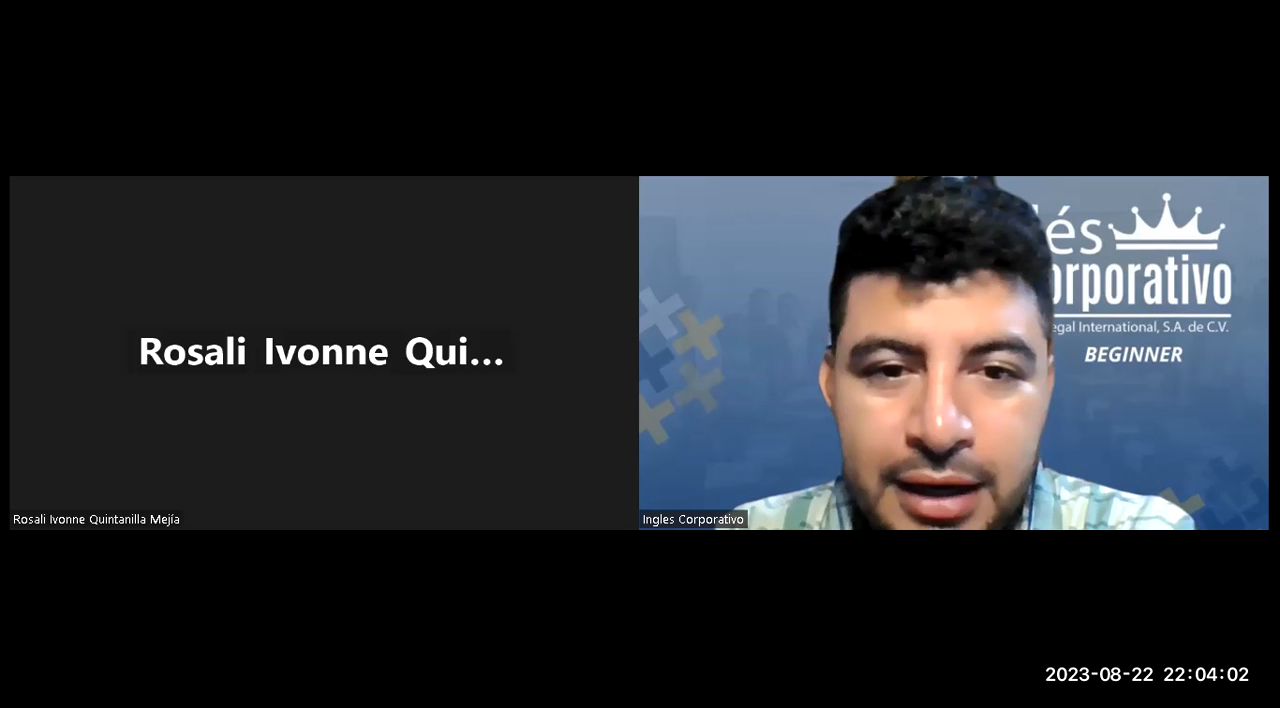 Rosali Ivonne Qui...
Rosali Ivonne Quintanilla Mejía
és
orporativo
egal International, S.A. de C.V.
BEGINNER
Ingles Corporativo
2023-08-22 22:04:02